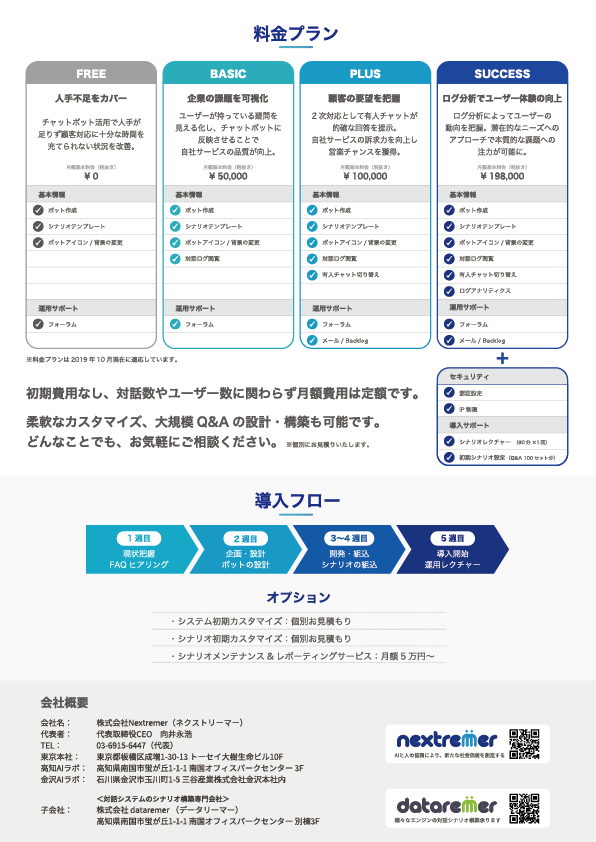 料金プラン
FREE
人手不足をカバー
チャットボット活用で人手が
足りず顧客対応に十分な時間を
充てられない状況を改善。
月額基本料金（税抜き）
¥ 0
基本情報
ボット作成
シナリオテンプレート
ボットアイコン / 背景の変更
運用サポート
フォーラム
BASIC
企業の課題を可視化
ユーザーが持っている疑問を
見える化し、チャットボットに
反映させることで
自社サービスの品質が向上。
月額基本料金（税抜き）
¥ 50,000
基本情報
ボット作成
シナリオテンプレート
ボットアイコン / 背景の変更
対話ログ閲覧
運用サポート
フォーラム
PLUS
顧客の要望を把握
2 次対応として有人チャットが
的確な回答を提示。
自社サービスの訴求力を向上し
営業チャンスを獲得。
月額基本料金（税抜き）
¥ 100,000
基本情報
ボット作成
シナリオテンプレート
ボットアイコン / 背景の変更
対話ログ閲覧
有人チャット切り替え
運用サポート
フォーラム
メール / Backlog
SUCCESS
ログ分析でユーザー体験の向上
ログ分析によってユーザーの
動向を把握。潜在的なニーズへの
アプローチで本質的な課題への
注力が可能に。
月額基本料金（税抜き）
¥ 198,000
基本情報
ボット作成
シナリオテンプレート
ボットアイコン / 背景の変更
対話ログ閲覧
有人チャット切り替え
ログアナリティクス
運用サポート
フォーラム
メール / Backlog
+
セキュリティ
認証設定
IP 制限
導入サポート
シナリオレクチャー （90 分 ×1 回）
初期シナリオ設定（Q&A 100 セット分）
※料金プランは 2019 年 10 月現在に適応しています。
初期費用なし、対話数やユーザー数に関わらず月額費用は定額です。
柔軟なカスタマイズ、大規模 Q&A の設計・構築も可能です。
どんなことでも、お気軽にご相談ください。 ※個別にお見積りいたします。
導入フロー
1 週目
現状把握
FAQ ヒアリング
2 週目
企画・設計
ボットの設計
3〜4 週目
開発・組込
シナリオの組込
5 週目
導入開始
運用レクチャー
オプション
・システム初期カスタマイズ：個別お見積もり
・シナリオ初期カスタマイズ：個別お見積もり
・シナリオメンテナンス & レポーティングサービス：月額 5 万円〜
会社概要
会社名： 株式会社Nextremer（ネクストリーマー）
代表者： 代表取締役CEO 向井永浩
TEL： 03-6915-6447（代表）
東京本社： 東京都板橋区成増1-30-13 トーセイ大樹生命ビル10F
高知AIラボ： 高知県南国市蛍が丘1-1-1 南国オフィスパークセンター 3F
金沢AIラボ： 石川県金沢市玉川町1-5 三谷産業株式会社金沢本社内
＜対話システムのシナリオ構築専門会社＞
子会社： 株式会社 dataremer （データリーマー）
高知県南国市蛍が丘1-1-1 南国オフィスパークセンター 別棟3F
nextremer
AIと人の協調により、新たな社会価値を創造する
dataremer
様々なエンジンの対話シナリオ構築承ります